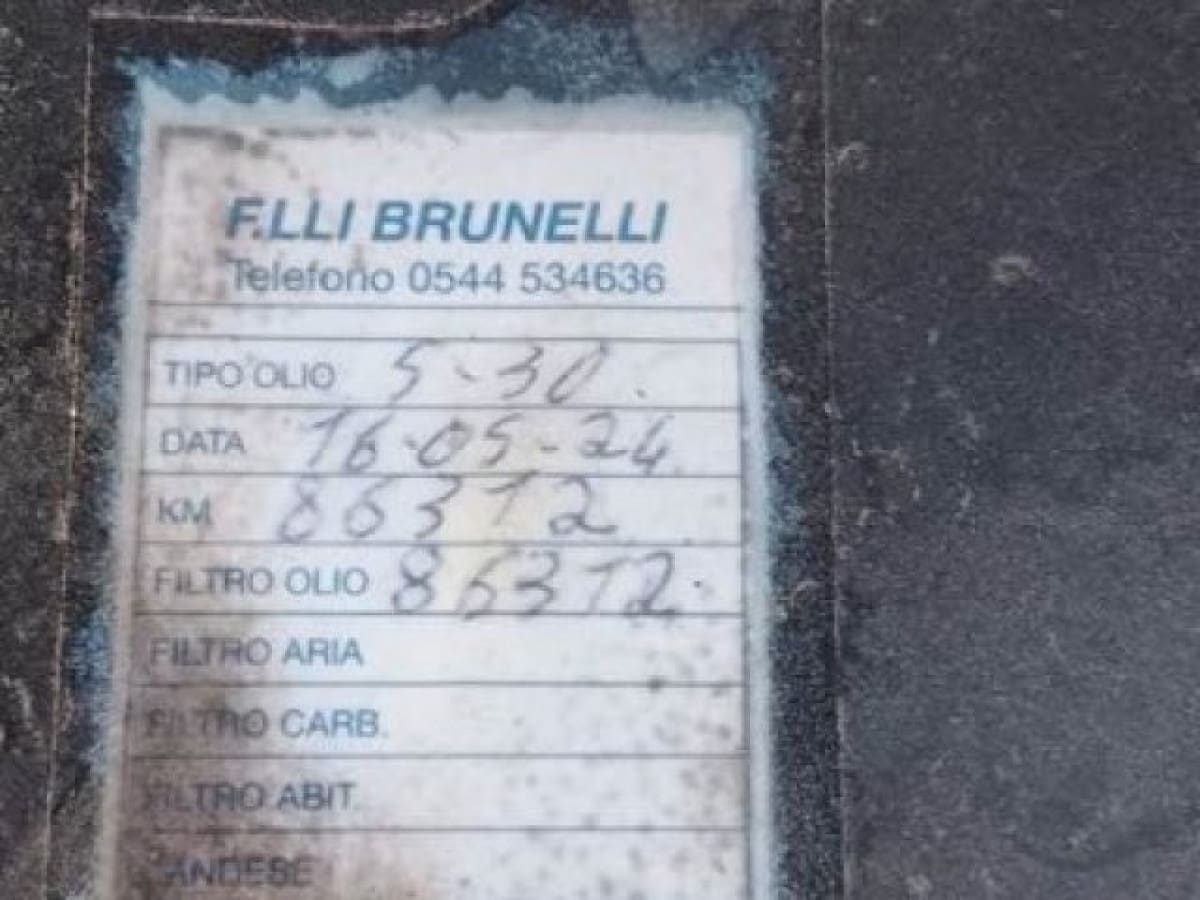 F.LLI BRUNELLI
Telefono 0544 534636
TIPO OLIO 5-30.
DATA 16-05-24
KM 86312
FILTRO OLIO 86312
FILTRO ARIA
FILTRO CARB.
FILTRO ABIT.